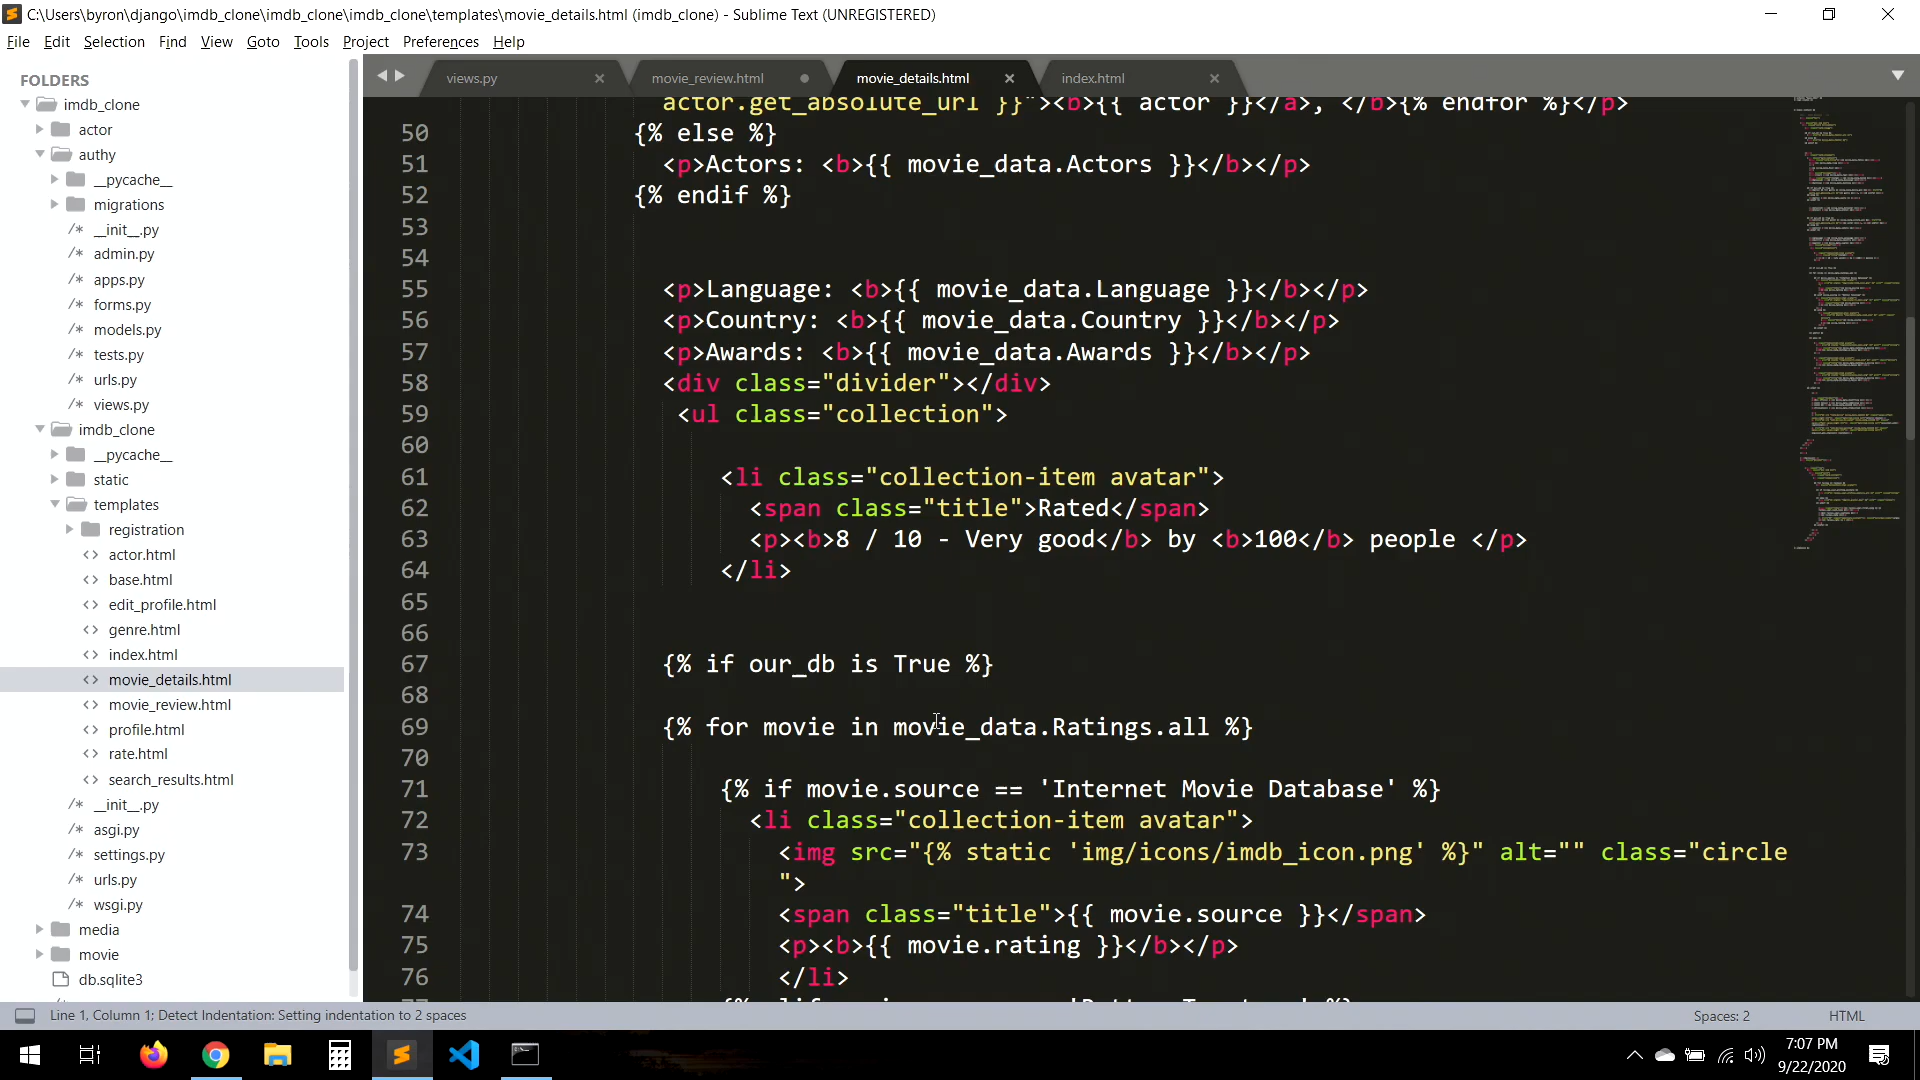 C:\Users\byron\django\imdb_clone\imdb_clone\imdb_clone\templates\movie_details.html (imdb_clone) - Sublime Text (UNREGISTERED)
File Edit Selection Find View Goto Tools Project Preferences Help
FOLDERS
imdb_clone
actor
authy
__pycache__
migrations
/* __init__.py
/* admin.py
/* apps.py
/* forms.py
/* models.py
/* tests.py
/* urls.py
/* views.py
imdb_clone
__pycache__
static
templates
registration
<> actor.html
<> base.html
<> edit_profile.html
<> genre.html
<> index.html
<> movie_details.html
<> movie_review.html
<> profile.html
<> rate.html
<> search_results.html
/* __init__.py
/* asgi.py
/* settings.py
/* urls.py
/* wsgi.py
media
movie
db.sqlite3
views.py movie_review.html movie_details.html index.html
actor.get_absolute_url }}"><b>{{ actor }}</a>, </b>{% endfor %}</p>
50 {% else %}
51 <p>Actors: <b>{{ movie_data.Actors }}</b></p>
52 {% endif %}
53
54
55 <p>Language: <b>{{ movie_data.Language }}</b></p>
56 <p>Country: <b>{{ movie_data.Country }}</b></p>
57 <p>Awards: <b>{{ movie_data.Awards }}</b></p>
58 <div class="divider"></div>
59 <ul class="collection">
60
61 <li class="collection-item avatar">
62 <span class="title">Rated</span>
63 <p><b>8 / 10 - Very good</b> by <b>100</b> people </p>
64 </li>
65
66
67 {% if our_db is True %}
68
69 {% for movie in movie_data.Ratings.all %}
70
71 {% if movie.source == 'Internet Movie Database' %}
72 <li class="collection-item avatar">
73 <img src="{% static 'img/icons/imdb_icon.png' %}" alt="" class="circle
">
74 <span class="title">{{ movie.source }}</span>
75 <p><b>{{ movie.rating }}</b></p>
76 </li>
Line 1, Column 1; Detect Indentation: Setting indentation to 2 spaces
Spaces: 2
HTML
7:07 PM
9/22/2020